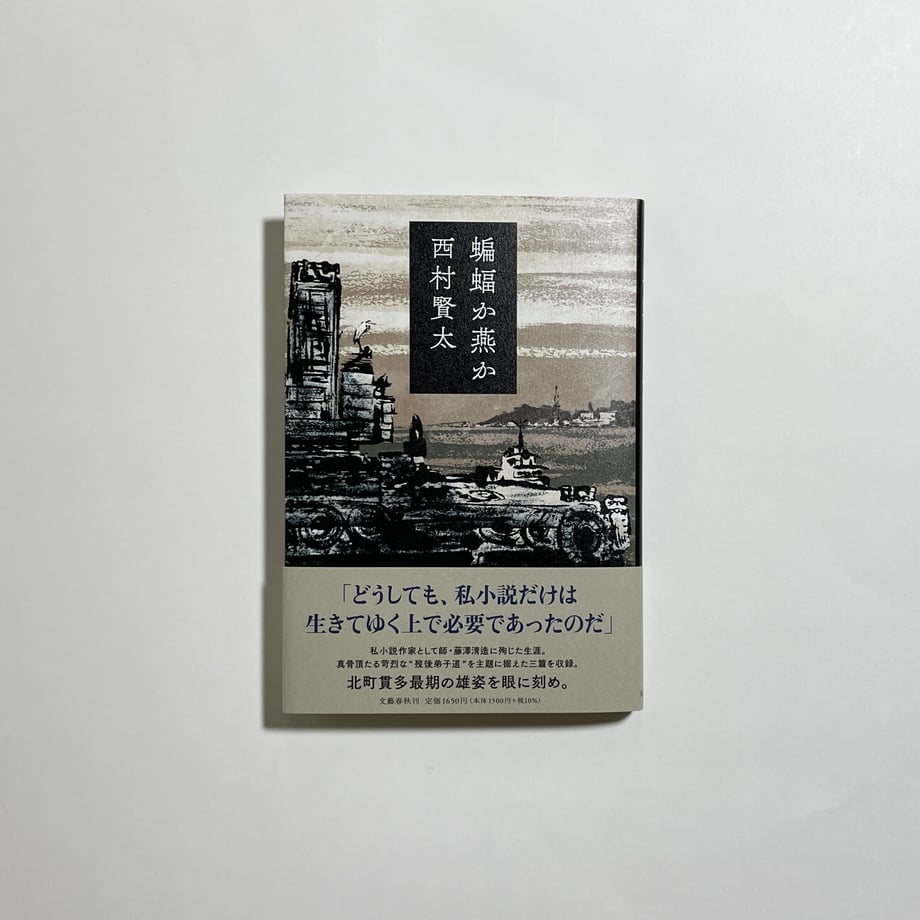 蝙蝠か燕か
西村賢太
「どうしても、私小説だけは
生きてゆく上で必要であったのだ」
私小説作家として師・藤澤清造に殉じた生涯。
真骨頂たる苛烈な“歿後弟子道”を主題に据えた三篇を収録。
北町貫多最期の雄姿を眼に刻め。
文藝春秋刊 定価1650円(本体1500円+税10%)